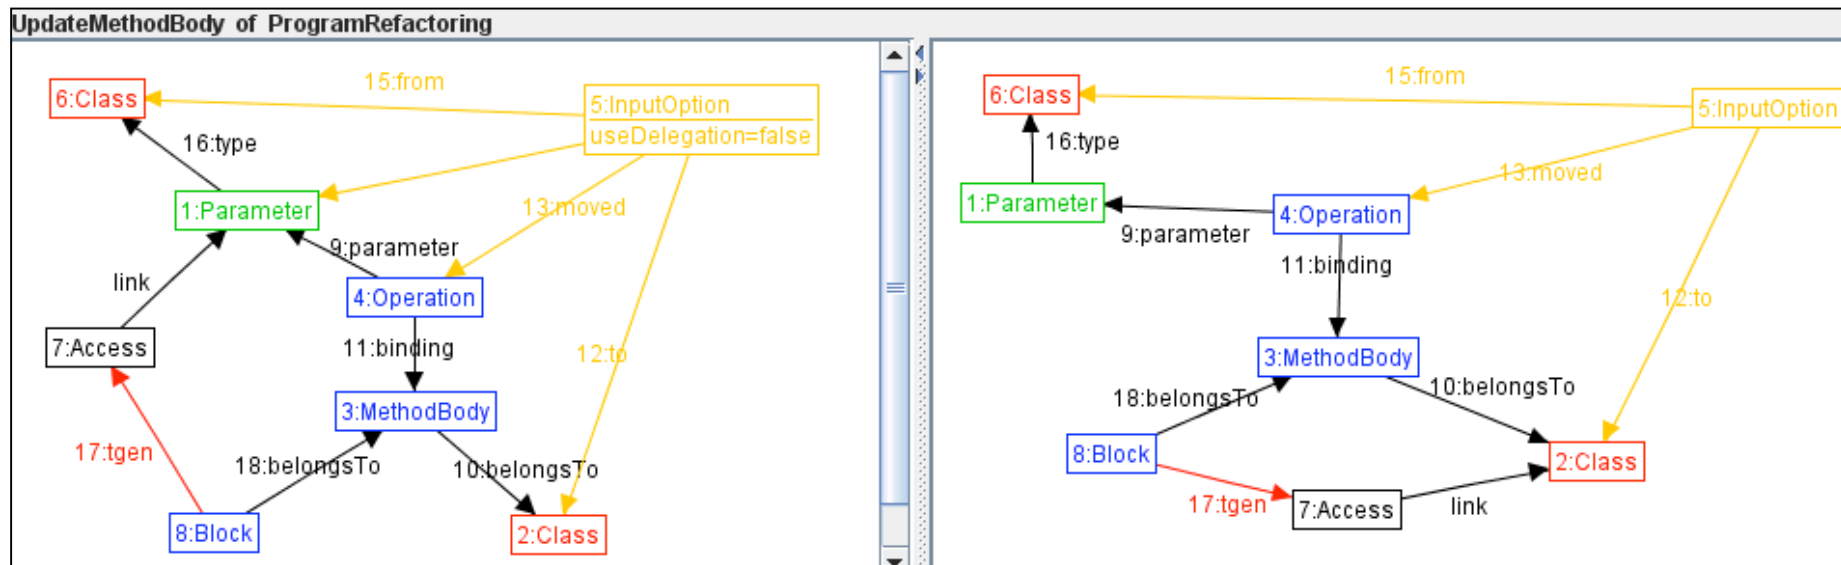 UpdateMethodBody of ProgramRefactoring
15:from
6:Class
5:InputOption
useDelegation=false
16:type
1:Parameter
13:moved
9:parameter
link
4:Operation
7:Access
11:binding
12:to
3:MethodBody
17:tgen
18:belongsTo
10:belongsTo
8:Block
2:Class
15:from
6:Class
5:InputOption
16:type
13:moved
1:Parameter
4:Operation
9:parameter
11:binding
12:to
3:MethodBody
10:belongsTo
18:belongsTo
8:Block
2:Class
17:tgen
7:Access
link